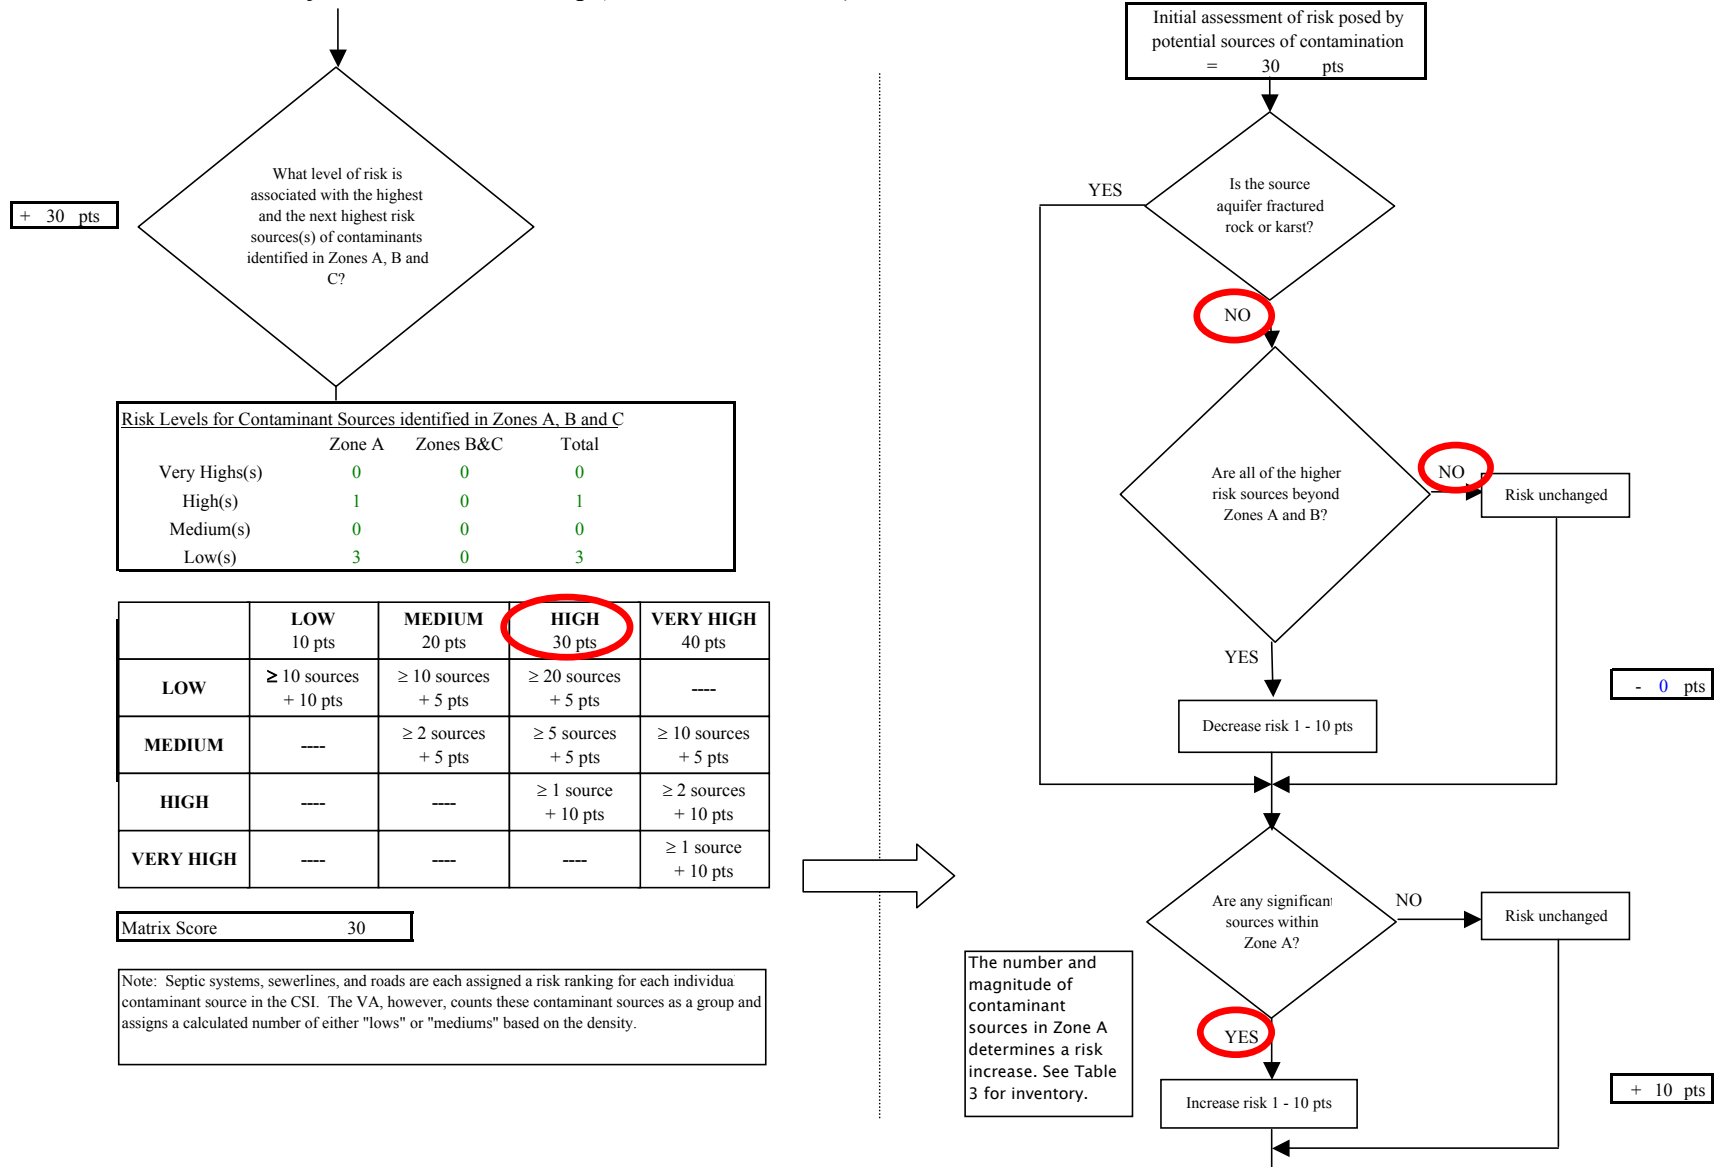 What level of risk is
associated with the highest
and the next highest risk
sources(s) of contaminants
identified in Zones A, B and
C?
+ 30 pts
Risk Levels for Contaminant Sources identified in Zones A, B and C
Zone A Zones B&C Total
Very Highs(s) 0 0 0
High(s) 1 0 1
Medium(s) 0 0 0
Low(s) 3 0 3
LOW MEDIUM HIGH VERY HIGH
10 pts 20 pts 30 pts 40 pts
LOW ≥ 10 sources ≥ 10 sources ≥ 20 sources ----
+ 10 pts + 5 pts + 5 pts
MEDIUM ---- ≥ 2 sources ≥ 5 sources ≥ 10 sources
+ 5 pts + 5 pts + 5 pts
HIGH ---- ---- ≥ 1 source ≥ 2 sources
+ 10 pts + 10 pts
VERY HIGH ---- ---- ---- ≥ 1 source
+ 10 pts
Matrix Score 30
Note: Septic systems, sewerlines, and roads are each assigned a risk ranking for each individua
contaminant source in the CSI. The VA, however, counts these contaminant sources as a group and
assigns a calculated number of either "lows" or "mediums" based on the density.
Initial assessment of risk posed by
potential sources of contamination
= 30 pts
YES
Is the source
aquifer fractured
rock or karst?
NO
Are all of the higher
risk sources beyond
Zones A and B?
NO
Risk unchanged
YES
- 0 pts
Decrease risk 1 - 10 pts
Are any significant
sources within
Zone A?
NO
Risk unchanged
The number and
magnitude of
contaminant
sources in Zone A
determines a risk
increase. See Table
3 for inventory.
YES
+ 10 pts
Increase risk 1 - 10 pts